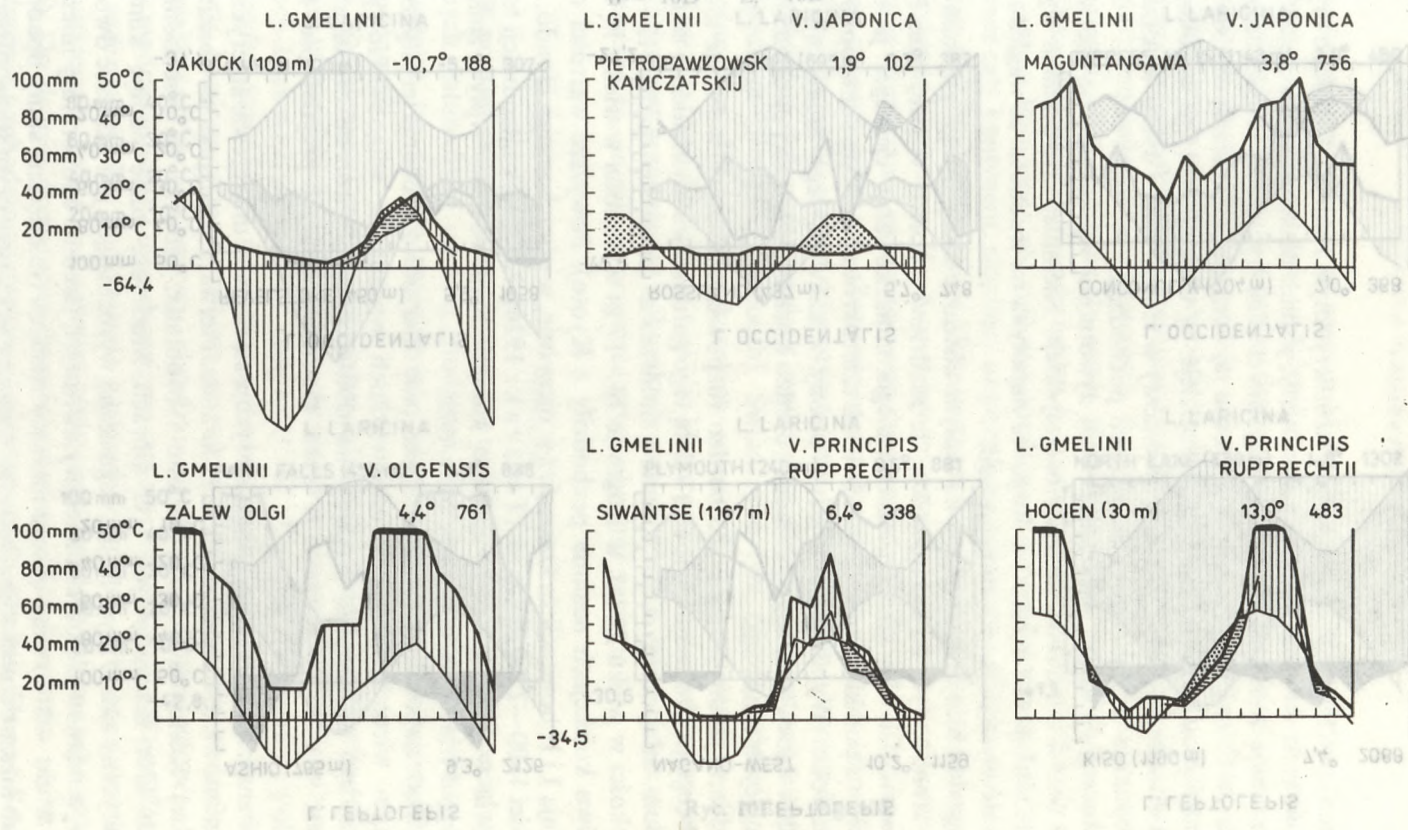 L. GMELINII
JAKUCK (109 m) -10,7° 188
100 mm 50°C
80 mm 40°C
60 mm 30°C
40 mm 20°C
20 mm 10°C
-64,4
L. GMELINII V. JAPONICA
PIETROPAWŁOWSK 1,9° 102
KAMCZATSKIJ
L. GMELINII V. JAPONICA
MAGUNTANGAWA 3,8° 756
L. GMELINII V. OLGENSIS
ZALEW OLGI 4,4° 761
100 mm 50°C
80 mm 40°C
60 mm 30°C
40 mm 20°C
20 mm 10°C
L. GMELINII V. PRINCIPIS
RUPPRECHTII
SIWANTSE (1167 m) 6,4° 338
-34,5
L. GMELINII V. PRINCIPIS
RUPPRECHTII
HOCIEN (30 m) 13,0° 483